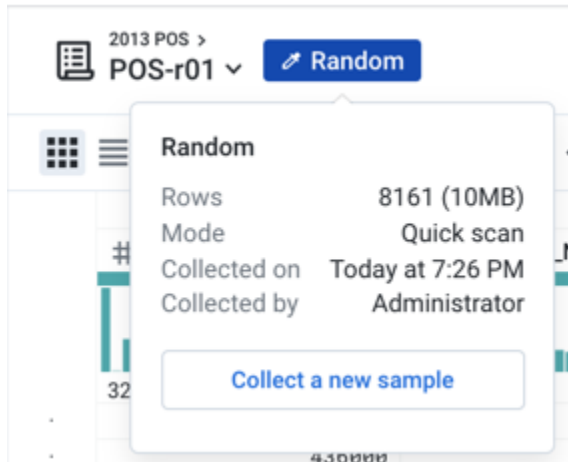 2013 POS >
POS-r01
Random
Random
Rows 8161 (10MB)
Mode Quick scan
Collected on Today at 7:26 PM
Collected by Administrator
#
32
Collect a new sample